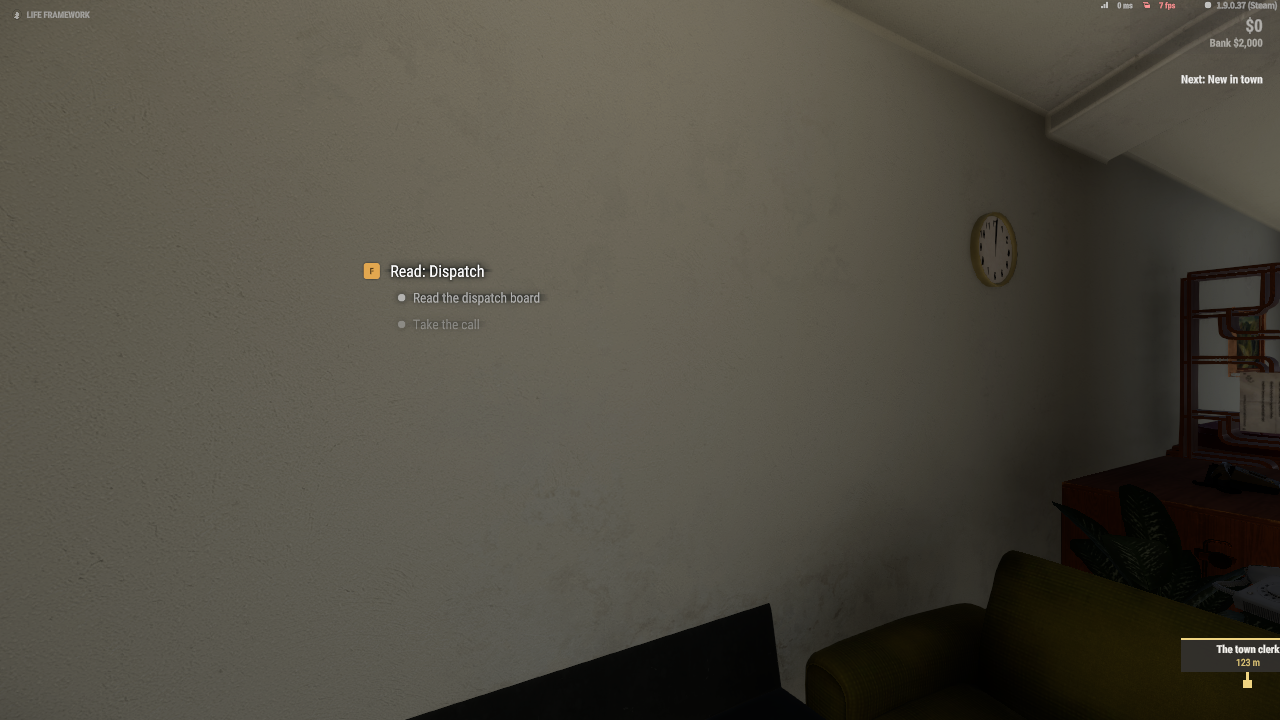 LIFE FRAMEWORK
0 ms 7 fps 1.9.0.37 (Steam)
$0
Bank $2,000
Next: New in town
F Read: Dispatch
Read the dispatch board
Take the call
The town clerk
123 m